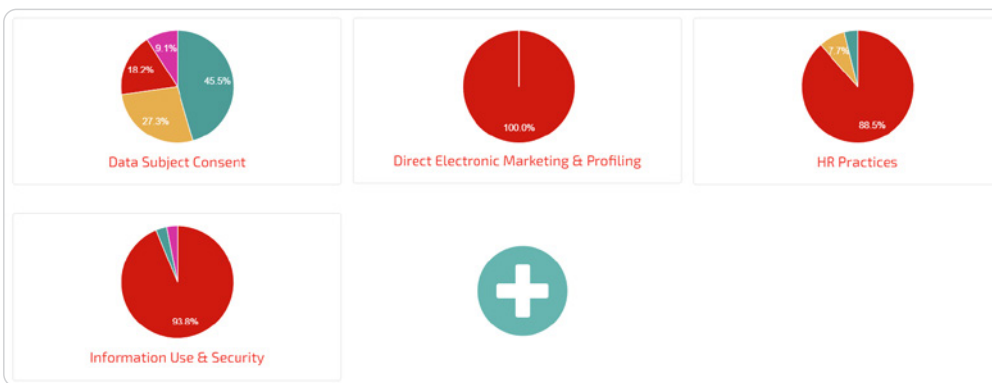 9.1%
18.2%
45.5%
27.3%
Data Subject Consent
100.0%
Direct Electronic Marketing & Profiling
7.7%
88.5%
HR Practices
93.8%
Information Use & Security